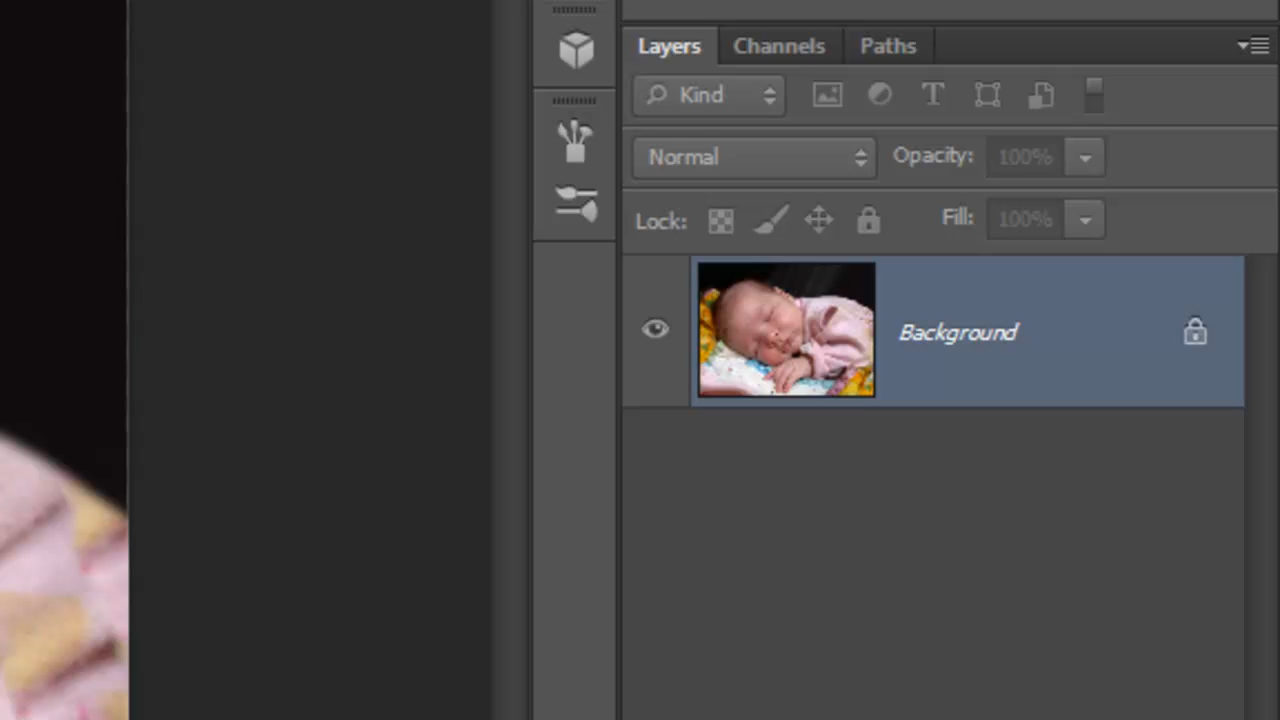 Layers Channels Paths
Kind
Normal Opacity: 100%
Lock: Fill: 100%
Background